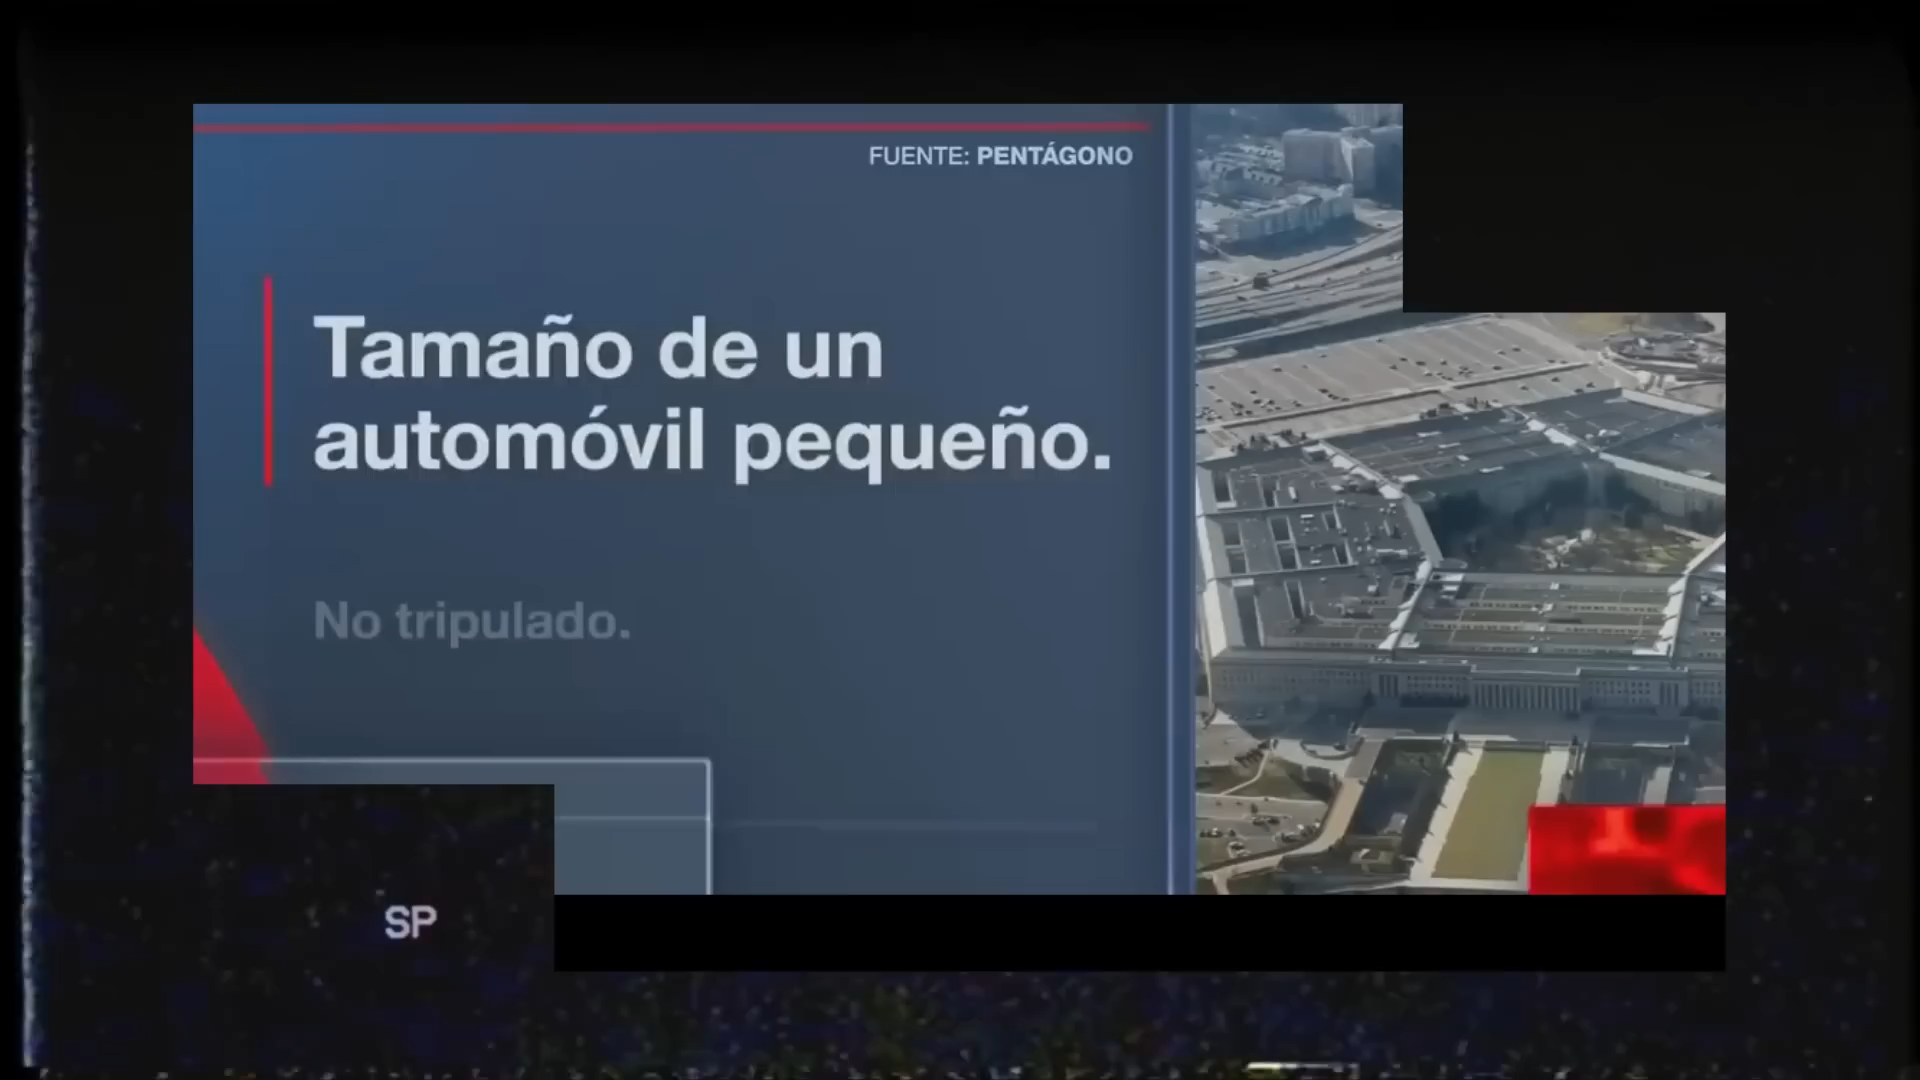 FUENTE: PENTÁGONO
Tamaño de un
automóvil pequeño.
No tripulado.
SP